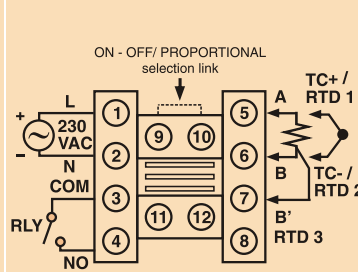 ON - OFF/ PROPORTIONAL
selection link
TC+ /
RTD 1
L
A
+
1
5
230
VAC
9
10
-
2
6
N
B
TC- /
RTD 2
COM
3
7
RLY
11
12
B'
4
8
RTD 3
NO